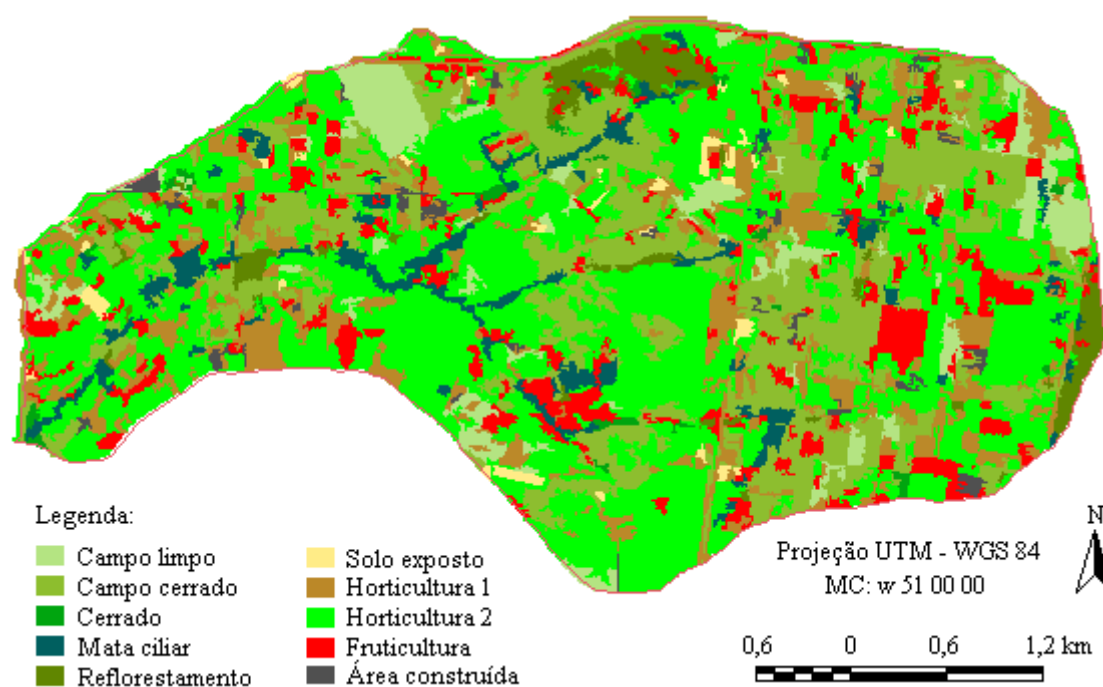 Legenda:
Campo limpo
Campo cerrado
Cerrado
Mata ciliar
Reflorestamento
Solo exposto
Horticultura 1
Horticultura 2
Fruticultura
Área construída
Projeção UTM - WGS 84
MC: w 51 00 00
N
0,6 0 0,6 1,2 km